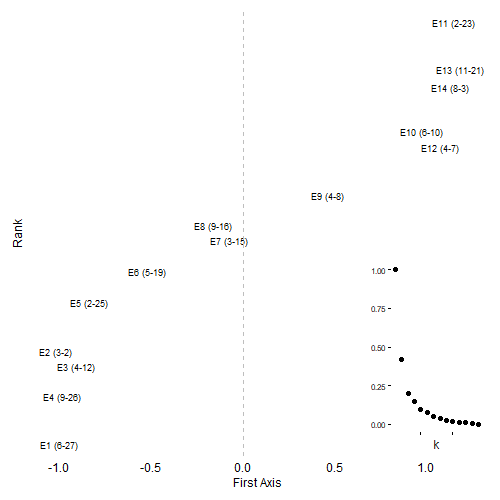 E11 (2-23)
E13 (11-21)
E14 (8-3)
E10 (6-10)
E12 (4-7)
E9 (4-8)
E8 (9-16)
E7 (3-15)
E6 (5-19)
E5 (2-25)
E2 (3-2)
E3 (4-12)
E4 (9-26)
E1 (6-27)
Rank
1.00
0.75
0.50
0.25
0.00
k
-1.0 -0.5 0.0 0.5 1.0
First Axis